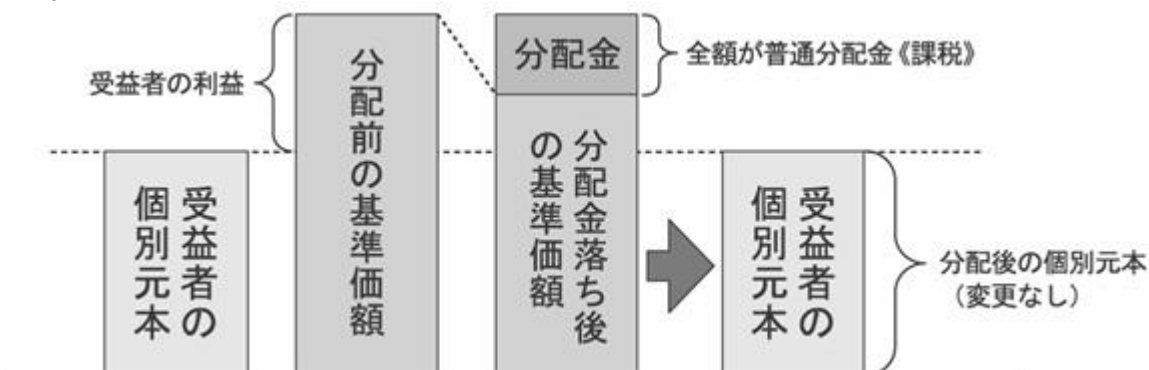 受益者の利益
分配前の基準価額
分配金
全額が普通分配金《課税》
受益者の
個別元本
分配金落ち後
の基準価額
受益者の
個別元本
分配後の個別元本
（変更なし）